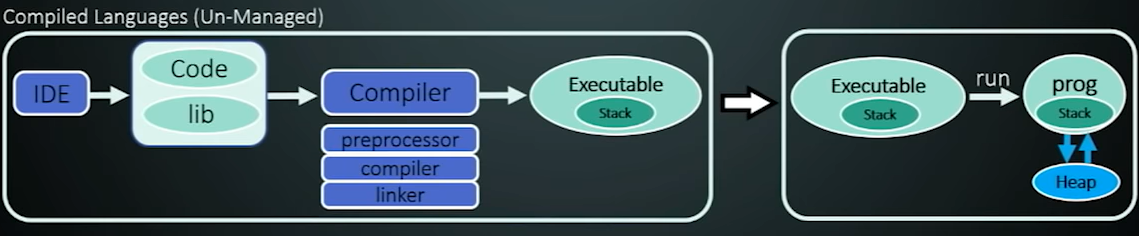 Compiled Languages (Un-Managed)
IDE
Code
lib
Compiler
preprocessor
compiler
linker
Executable
Stack
Executable
Stack
run
prog
Stack
Heap